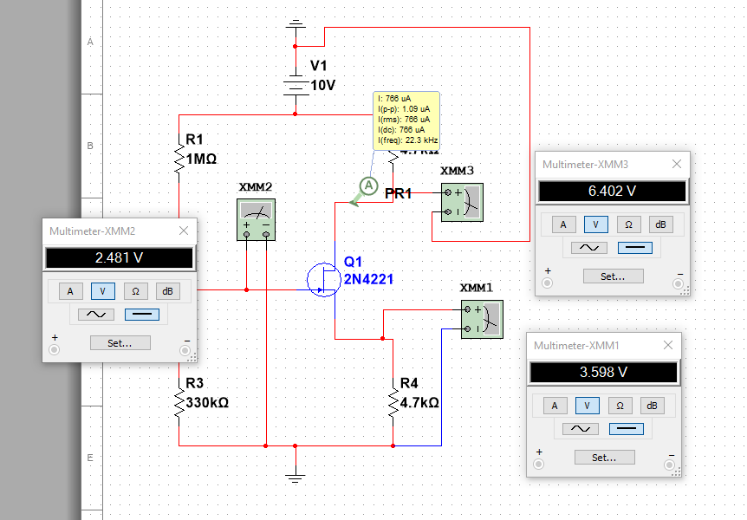 A
V1
10V
I: 766 uA
I(p-p): 1.09 uA
I(rms): 766 uA
I(dc): 766 uA
I(freq): 22.3 kHz
B
R1
1MΩ
4.7kΩ
A
PR1
XMM3
+
-
XMM2
+ -
Multimeter-XMM3
6.402 V
A V Ω dB
+ -
Set...
Multimeter-XMM2
2.481 V
A V Ω dB
Set...
+ -
Q1
2N4221
XMM1
+
-
Multimeter-XMM1
3.598 V
A V Ω dB
+ -
Set...
R3
330kΩ
R4
4.7kΩ
E